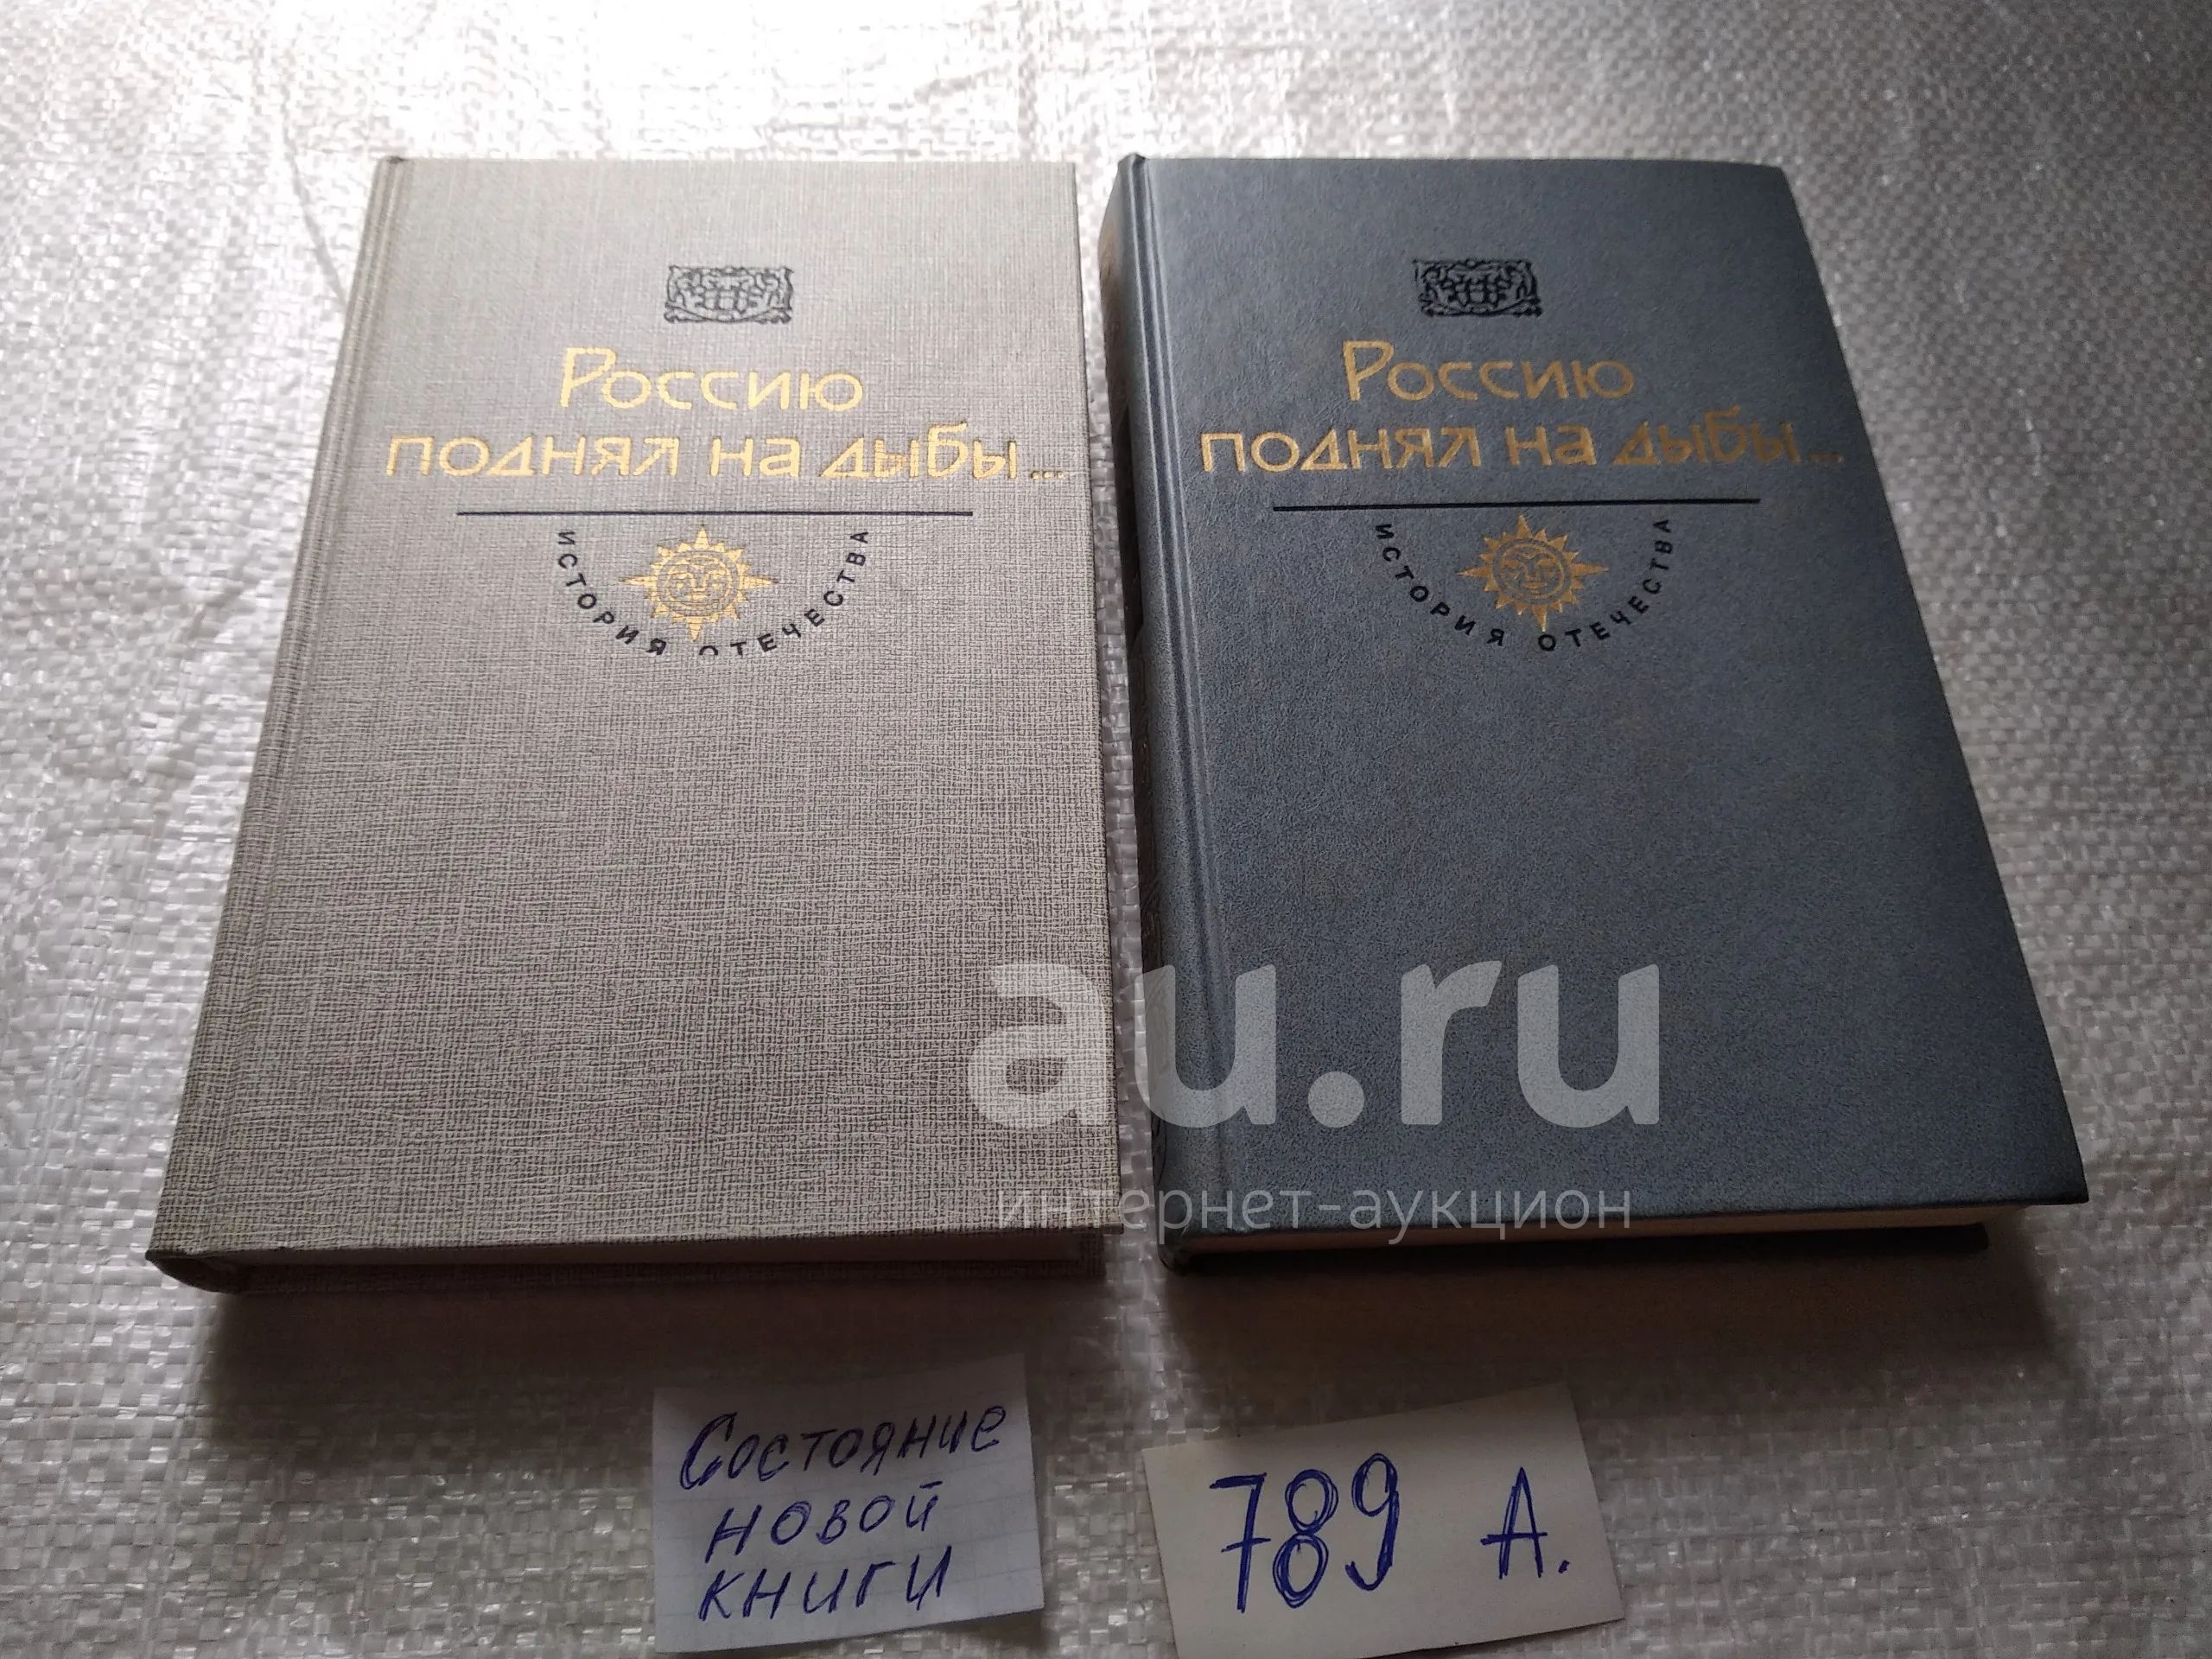 Россию
поднял на дыбы...
ИСТОРИЯ ОТЕЧЕСТВА
Россию
поднял на дыбы...
ИСТОРИЯ ОТЕЧЕСТВА
au.ru
интернет-аукцион
Состояние
новой
книги
789 А.